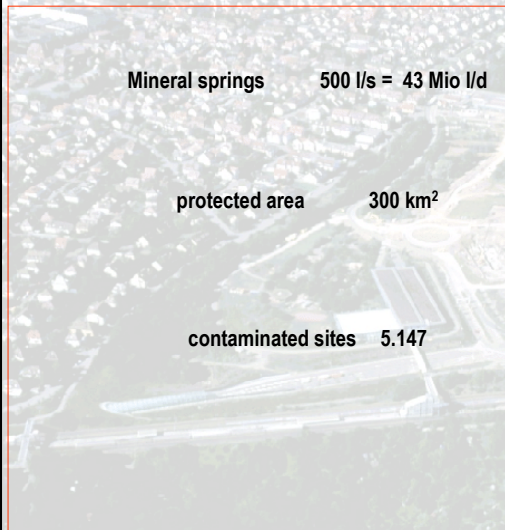 Mineral springs 500 l/s = 43 Mio l/d
protected area 300 km²
contaminated sites 5.147